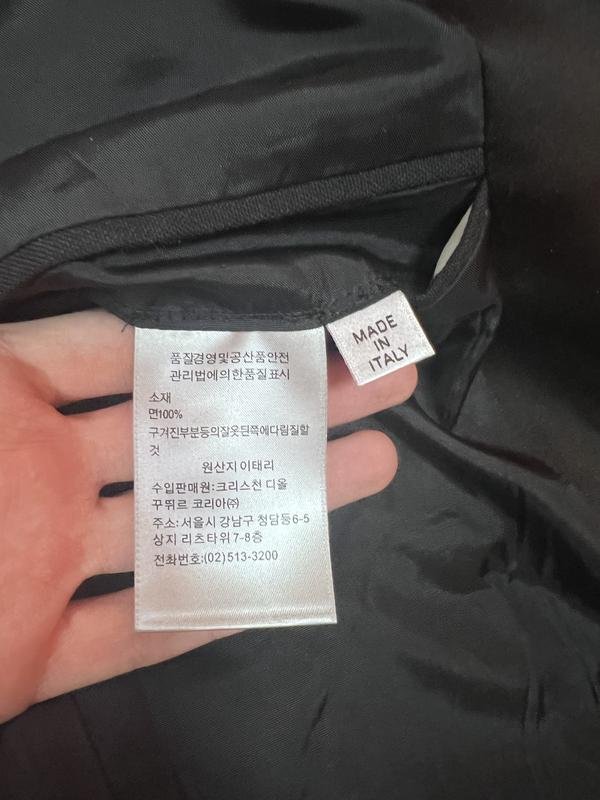 품질경영및공산품안전
관리법에의한품질표시
소재
면100%
구겨진부분등의잘옷된쪽에다림질할
것
원산지 이태리
수입판매원:크리스천 디올
꾸뛰르 코리아㈜
주소: 서울시 강남구 청담동6-5
상지 리츠타위 7-8층
전화번호:(02)513-3200
MADE
IN
ITALY